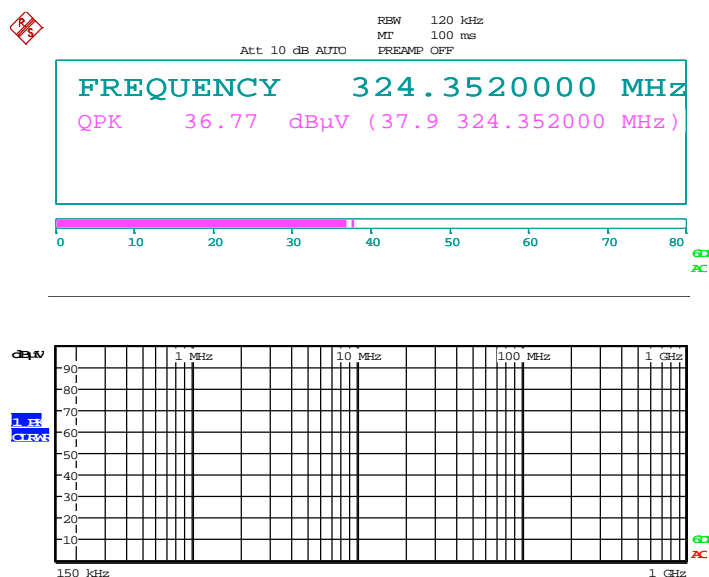 R S
RBW 120 kHz
MT 100 ms
Att 10 dB AUTO PREAMP OFF
FREQUENCY 324.3520000 MHz
QPK 36.77 dBµV (37.9 324.352000 MHz)
0 10 20 30 40 50 60 70 80
AC
dBµV
1 MHz 10 MHz 100 MHz 1 GHz
90
80
70
1 PK
CLRWR
60
50
40
30
20
10
AC
150 kHz 1 GHz